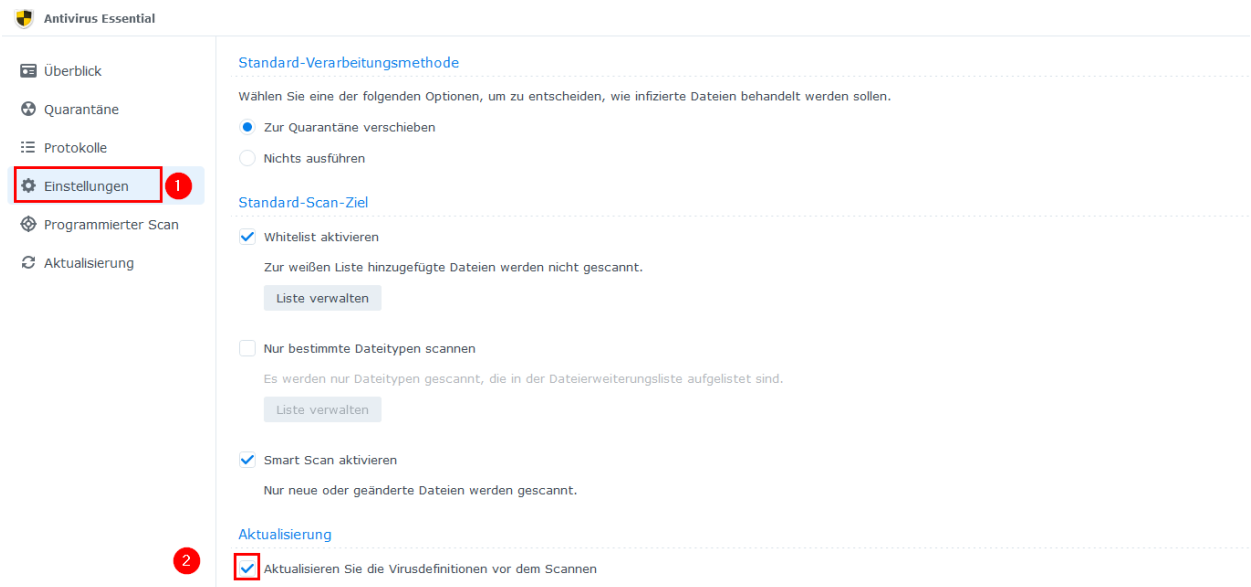 Antivirus Essential
Überblick
Quarantäne
Protokolle
Einstellungen
1
Programmierter Scan
Aktualisierung
Standard-Verarbeitungsmethode
Wählen Sie eine der folgenden Optionen, um zu entscheiden, wie infizierte Dateien behandelt werden sollen.
Zur Quarantäne verschieben
Nichts ausführen
Standard-Scan-Ziel
Whitelist aktivieren
Zur weißen Liste hinzugefügte Dateien werden nicht gescannt.
Liste verwalten
Nur bestimmte Dateitypen scannen
Es werden nur Dateitypen gescannt, die in der Dateierweiterungsliste aufgelistet sind.
Liste verwalten
Smart Scan aktivieren
Nur neue oder geänderte Dateien werden gescannt.
Aktualisierung
2
Aktualisieren Sie die Virusdefinitionen vor dem Scannen